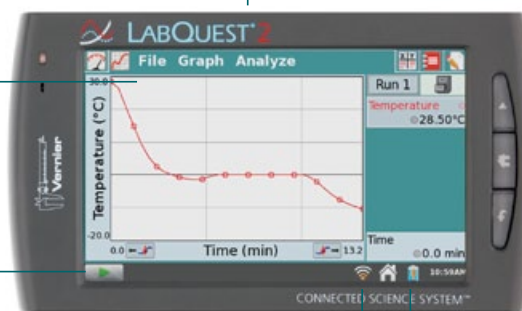 LABQUEST® 2
File Graph Analyze
Run 1
30.0
Temperature (°C)
-20.0
0.0
Time (min)
13.2
Temperature
28.50°C
Time
0.0 min
10:59AM
Vernier
CONNECTED SCIENCE SYSTEM™